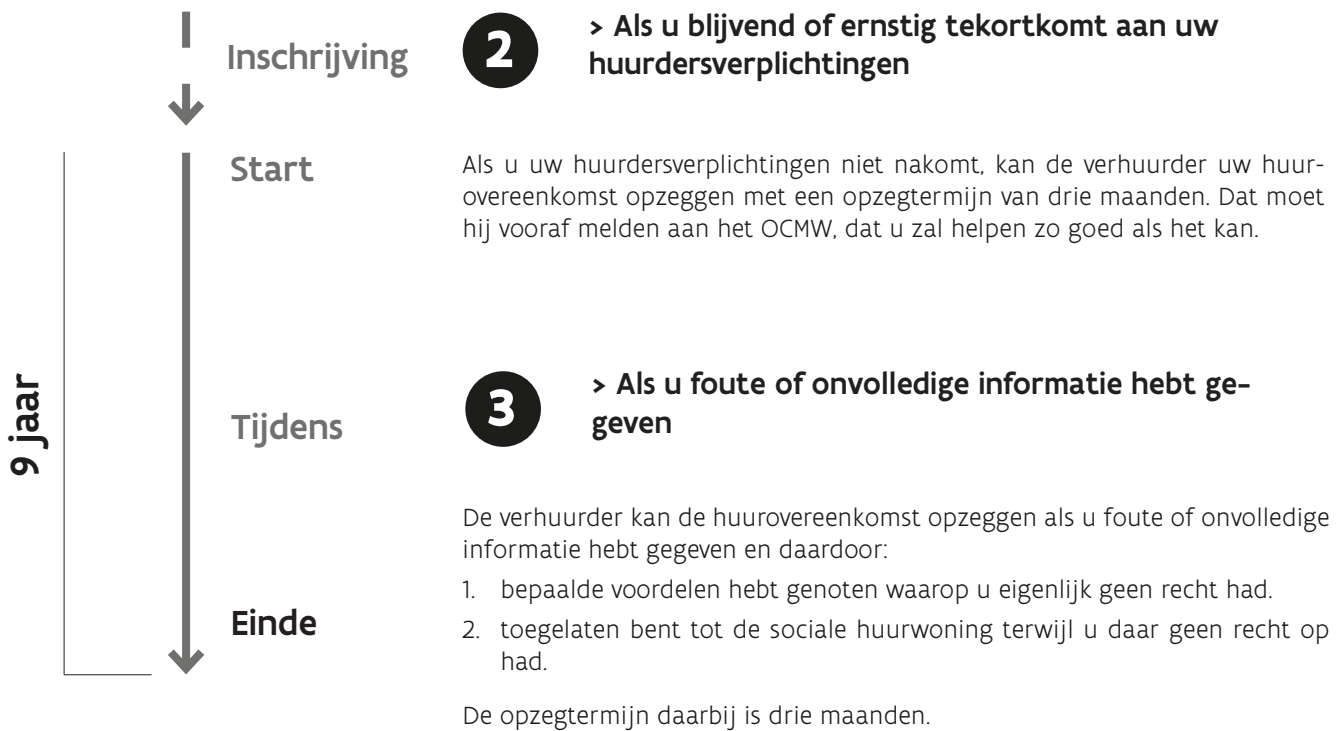 Inschrijving
2
> Als u blijvend of ernstig tekortkomt aan uw
huurdersverplichtingen
Start
Als u uw huurdersverplichtingen niet nakomt, kan de verhuurder uw huur-
overeenkomst opzeggen met een opzegtermijn van drie maanden. Dat moet
hij vooraf melden aan het OCMW, dat u zal helpen zo goed als het kan.
9 jaar
Tijdens
3
> Als u foute of onvolledige informatie hebt ge-
geven
De verhuurder kan de huurovereenkomst opzeggen als u foute of onvolledige
informatie hebt gegeven en daardoor:
1. bepaalde voordelen hebt genoten waarop u eigenlijk geen recht had.
Einde
2. toegelaten bent tot de sociale huurwoning terwijl u daar geen recht op
had.
De opzegtermijn daarbij is drie maanden.